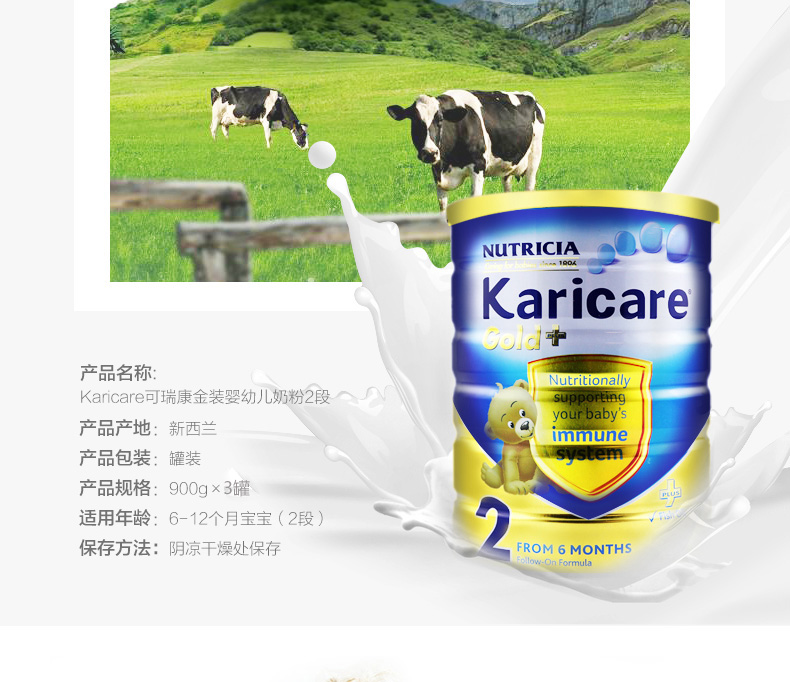 NUTRICIA
1896
Karicare
Gold+
Nutritionally
supporting
your baby's
immune
system
PLUS
2
FROM 6 MONTHS
Follow-On Formula
产品名称:
Karicare可瑞康金装婴幼儿奶粉2段
产品产地: 新西兰
产品包装: 罐装
产品规格: 900g×3罐
适用年龄: 6-12个月宝宝（2段）
保存方法: 阴凉干燥处保存